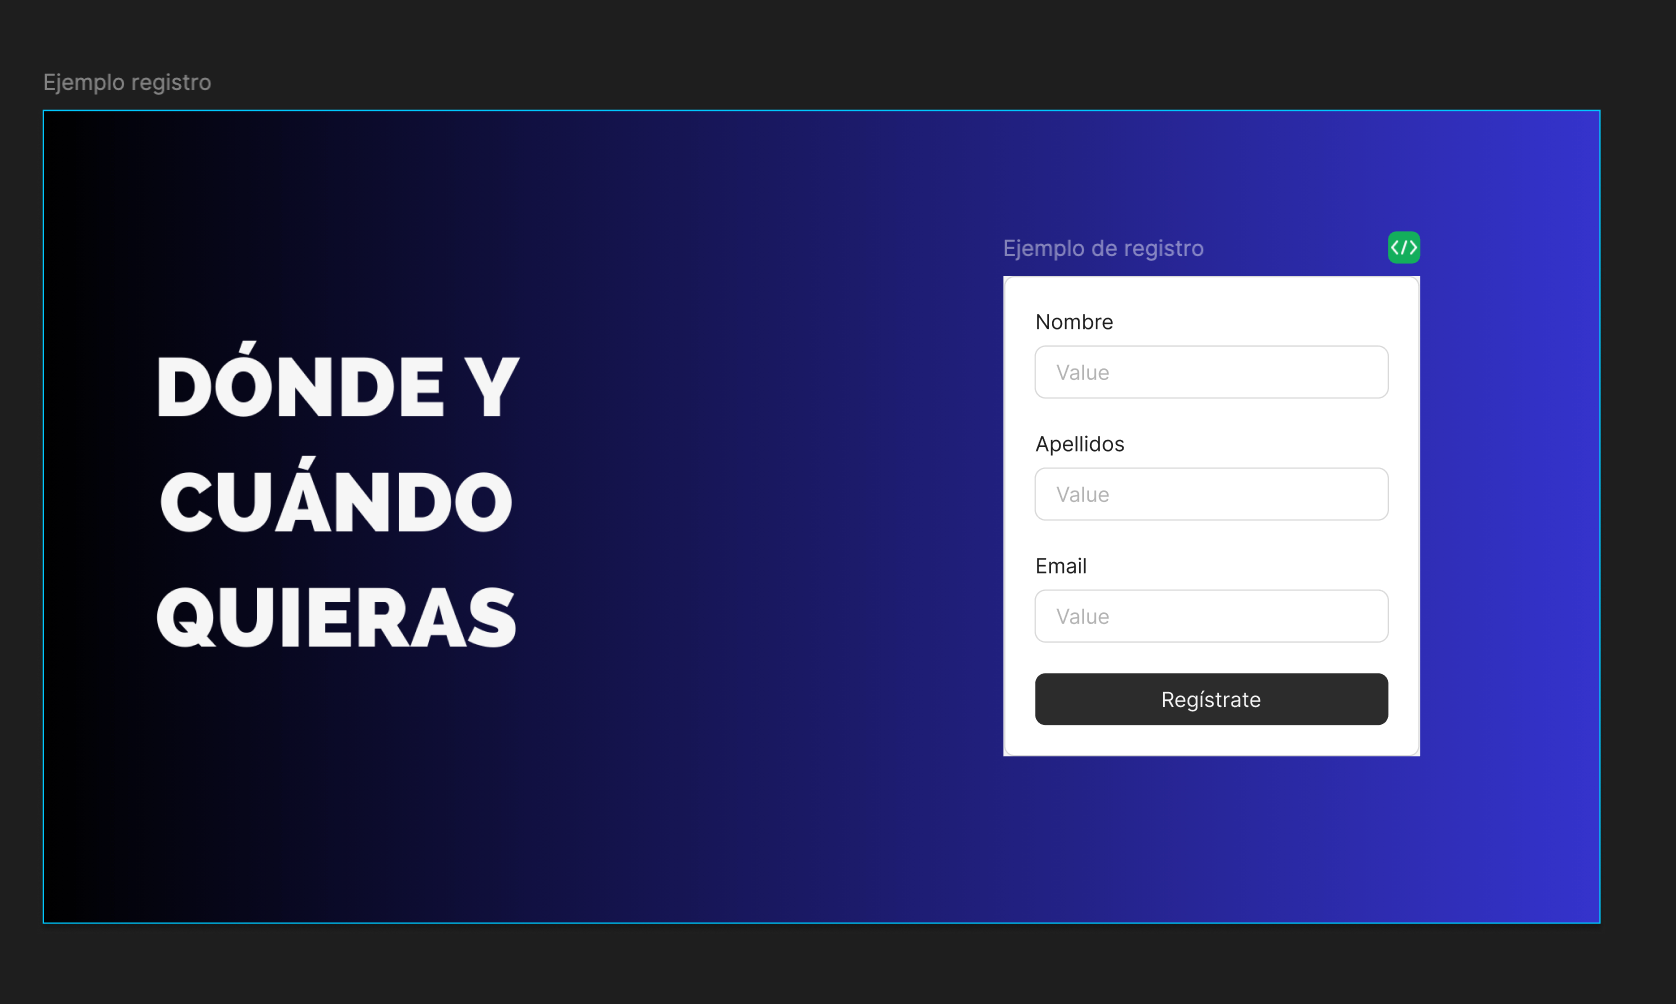 Ejemplo registro
DÓNDE Y
CUÁNDO
QUIERAS
Ejemplo de registro
</>
Nombre
Value
Apellidos
Value
Email
Value
Regístrate